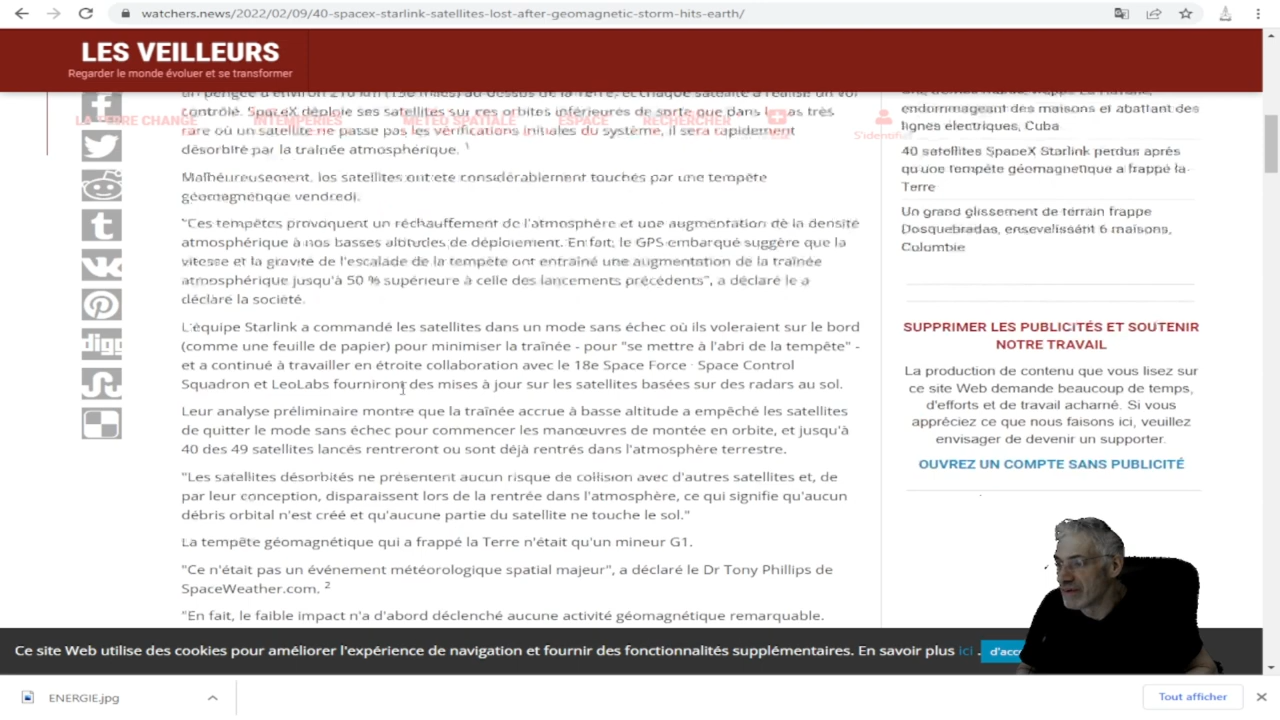 watchers.news/2022/02/09/40-spacex-starlink-satellites-lost-after-geomagnetic-storm-hits-earth/
LES VEILLEURS
Regarder le monde évoluer et se transformer
LA TERRE CHANGE INTEMPÉRIES MÉTÉO SPATIALE ESPACE RECHERCHER S'identifier
contrôlé. SpaceX déploie ses satellites sur ces orbites inférieures de sorte que dans le cas très
rare où un satellite ne passe pas les vérifications initiales du système, il sera rapidement
désorbité par la traînée atmosphérique. ¹
Malheureusement, les satellites ont été considérablement touchés par une tempête
géomagnétique vendredi.
"Ces tempêtes provoquent un réchauffement de l'atmosphère et une augmentation de la densité
atmosphérique à nos basses altitudes de déploiement. En fait, le GPS embarqué suggère que la
vitesse et la gravité de l'escalade de la tempête ont entraîné une augmentation de la traînée
atmosphérique jusqu'à 50 % supérieure à celle des lancements précédents", a déclaré le a
déclaré la société.
L'équipe Starlink a commandé les satellites dans un mode sans échec où ils voleraient sur le bord
(comme une feuille de papier) pour minimiser la traînée - pour "se mettre à l'abri de la tempête" -
et a continué à travailler en étroite collaboration avec le 18e Space Force · Space Control
Squadron et LeoLabs fourniront des mises à jour sur les satellites basées sur des radars au sol.
Leur analyse préliminaire montre que la traînée accrue à basse altitude a empêché les satellites
de quitter le mode sans échec pour commencer les manœuvres de montée en orbite, et jusqu'à
40 des 49 satellites lancés rentreront ou sont déjà rentrés dans l'atmosphère terrestre.
"Les satellites désorbités ne présentent aucun risque de collision avec d'autres satellites et, de
par leur conception, disparaissent lors de la rentrée dans l'atmosphère, ce qui signifie qu'aucun
débris orbital n'est créé et qu'aucune partie du satellite ne touche le sol."
La tempête géomagnétique qui a frappé la Terre n'était qu'un mineur G1.
"Ce n'était pas un événement météorologique spatial majeur", a déclaré le Dr Tony Phillips de
SpaceWeather.com. ²
"En fait, le faible impact n'a d'abord déclenché aucune activité géomagnétique remarquable.
endommageant des maisons et abattant des
lignes électriques, Cuba
40 satellites SpaceX Starlink perdus après
qu'une tempête géomagnétique a frappé la
Terre
Un grand glissement de terrain frappe
Dosquebradas, ensevelissant 6 maisons,
Colombie
SUPPRIMER LES PUBLICITÉS ET SOUTENIR
NOTRE TRAVAIL
La production de contenu que vous lisez sur
ce site Web demande beaucoup de temps,
d'efforts et de travail acharné. Si vous
appréciez ce que nous faisons ici, veuillez
envisager de devenir un supporter.
OUVREZ UN COMPTE SANS PUBLICITÉ
digg
Ce site Web utilise des cookies pour améliorer l'expérience de navigation et fournir des fonctionnalités supplémentaires. En savoir plus ici .
ENERGIE.jpg
Tout afficher